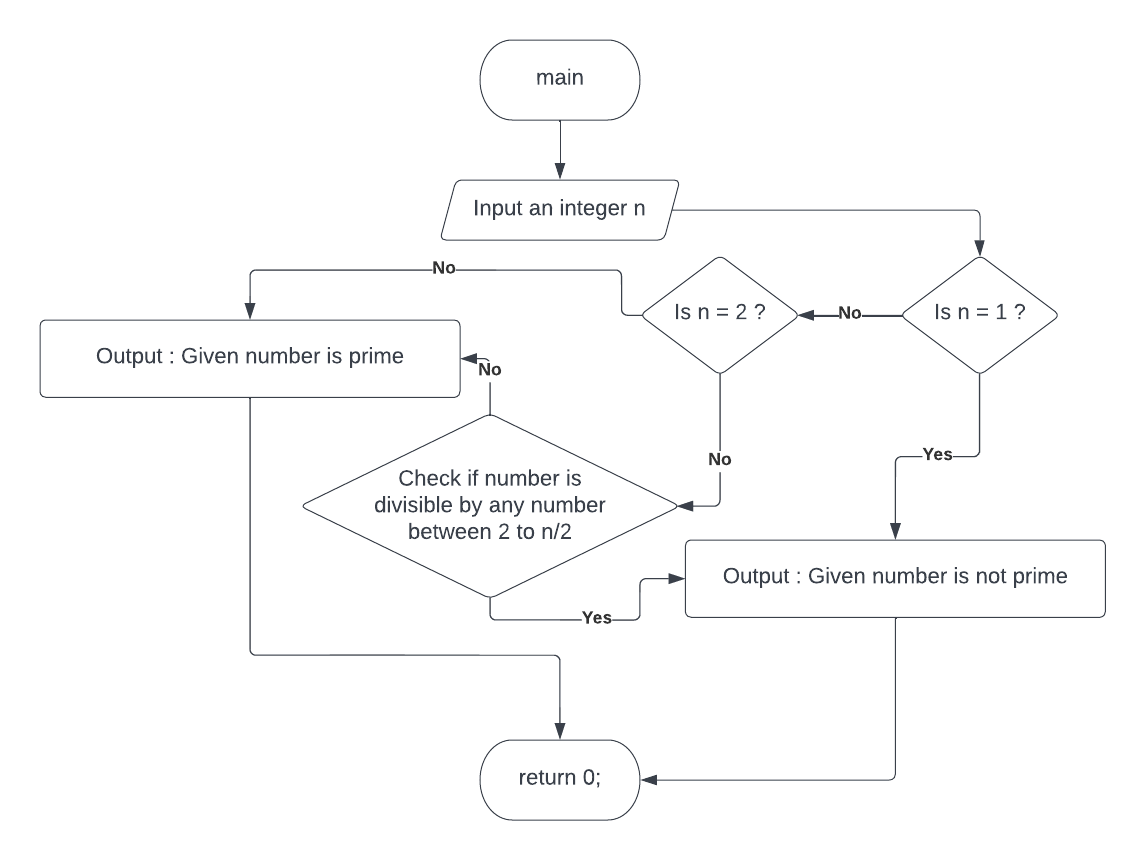 main
Input an integer n
No
Is n = 2 ?
No
Is n = 1 ?
Output : Given number is prime
No
Check if number is
divisible by any number
between 2 to n/2
No
Yes
Output : Given number is not prime
Yes
return 0;